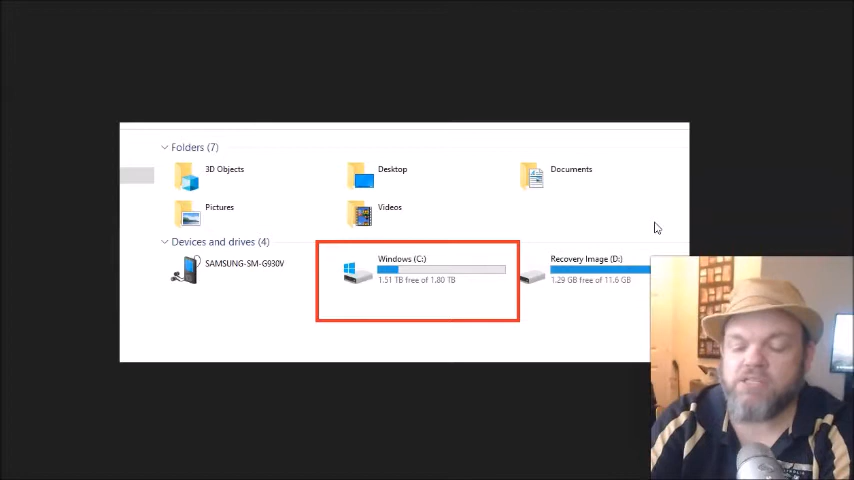 Folders (7)
3D Objects
Desktop
Documents
Pictures
Videos
Devices and drives (4)
SAMSUNG-SM-G930V
Windows (C:)
1.51 TB free of 1.80 TB
Recovery Image (D:)
1.29 GB free of 11.6 GB